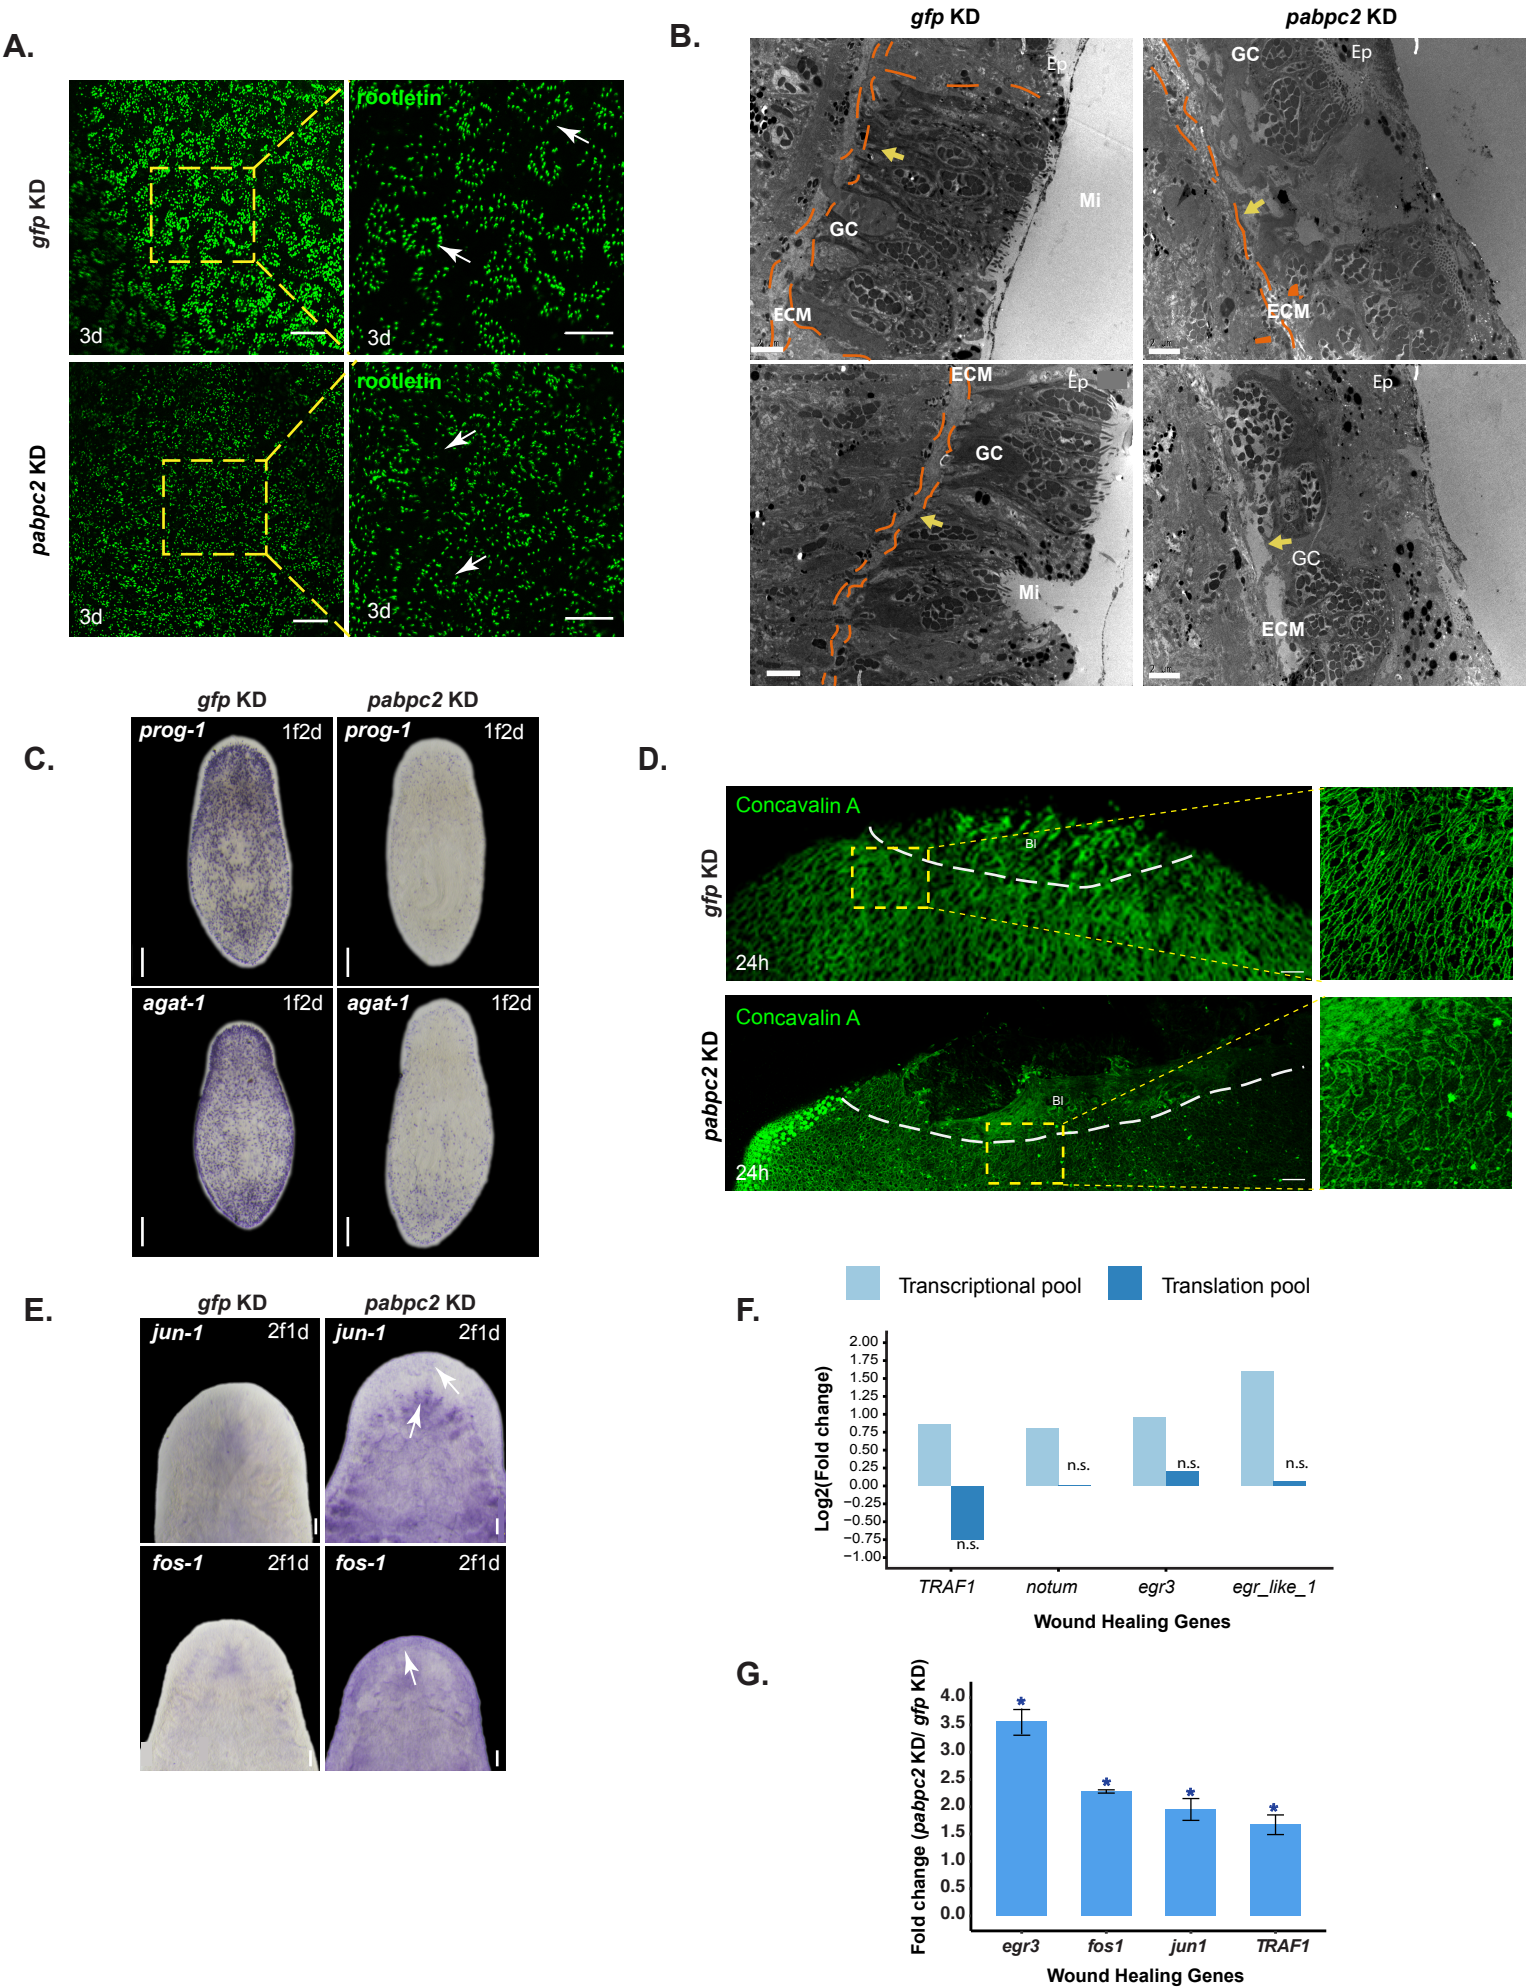 A.
gfp KD
rootletin
3d
3d
pabpc2 KD
rootletin
3d
3d
B.
gfp KD
pabpc2 KD
Ep
Mi
GC
ECM
2 µm
GC
Ep
ECM
2 µm
ECM
Ep
GC
Mi
Ep
GC
ECM
2 µm
C.
gfp KD
pabpc2 KD
prog-1 1f2d
prog-1 1f2d
agat-1 1f2d
agat-1 1f2d
D.
gfp KD
Concavalin A
Bl
24h
pabpc2 KD
Concavalin A
Bl
24h
E.
gfp KD
pabpc2 KD
jun-1 2f1d
jun-1 2f1d
fos-1 2f1d
fos-1 2f1d
F.
Transcriptional pool
Translation pool
Log2(Fold change)
2.00
1.75
1.50
1.25
1.00
0.75
0.50
0.25
0.00
−0.25
−0.50
−0.75
−1.00
n.s.
n.s.
n.s.
n.s.
TRAF1 notum egr3 egr_like_1
Wound Healing Genes
G.
Fold change (pabpc2 KD/ gfp KD)
4.0
3.5
3.0
2.5
2.0
1.5
1.0
0.5
0.0
* * * *
egr3 fos1 jun1 TRAF1
Wound Healing Genes